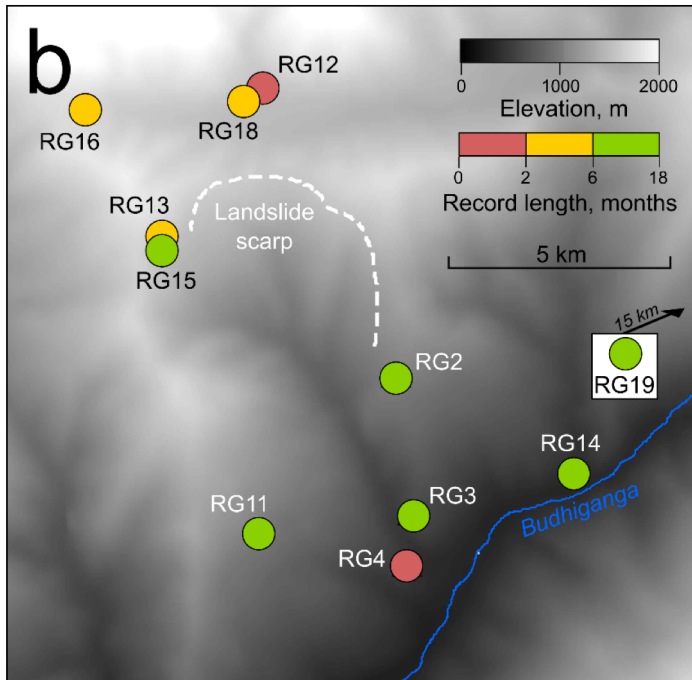 b
RG12
RG18
RG16
0 1000 2000
Elevation, m
0 2 6 18
Record length, months
RG13
Landslide
scarp
RG15
5 km
15 km
RG19
RG2
RG14
RG3
RG11
Budhiganga
RG4